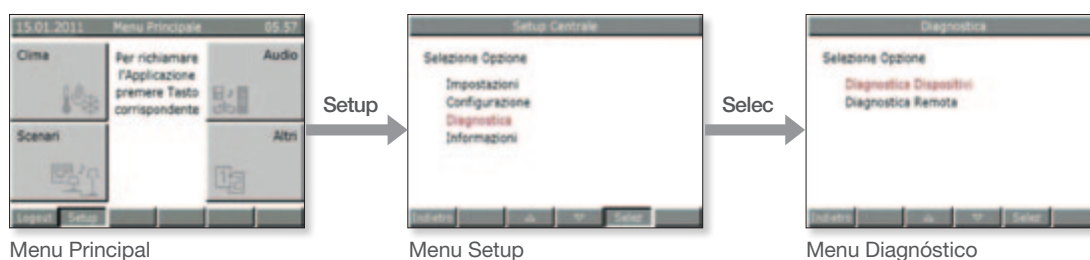 15.01.2011 Menu Principale 05.57
Clima
Per richiamare
l'Applicazione
premere Tasto
corrispondente
Audio
Scenari
Altri
Logout Setup
Menu Principal
Setup
Setup Centrale
Selezione Opzione
Impostazioni
Configurazione
Diagnostica
Informazioni
Indietro Selez
Menu Setup
Selec
Diagnostica
Selezione Opzione
Diagnostica Dispositivi
Diagnostica Remota
Indietro Selez
Menu Diagnóstico